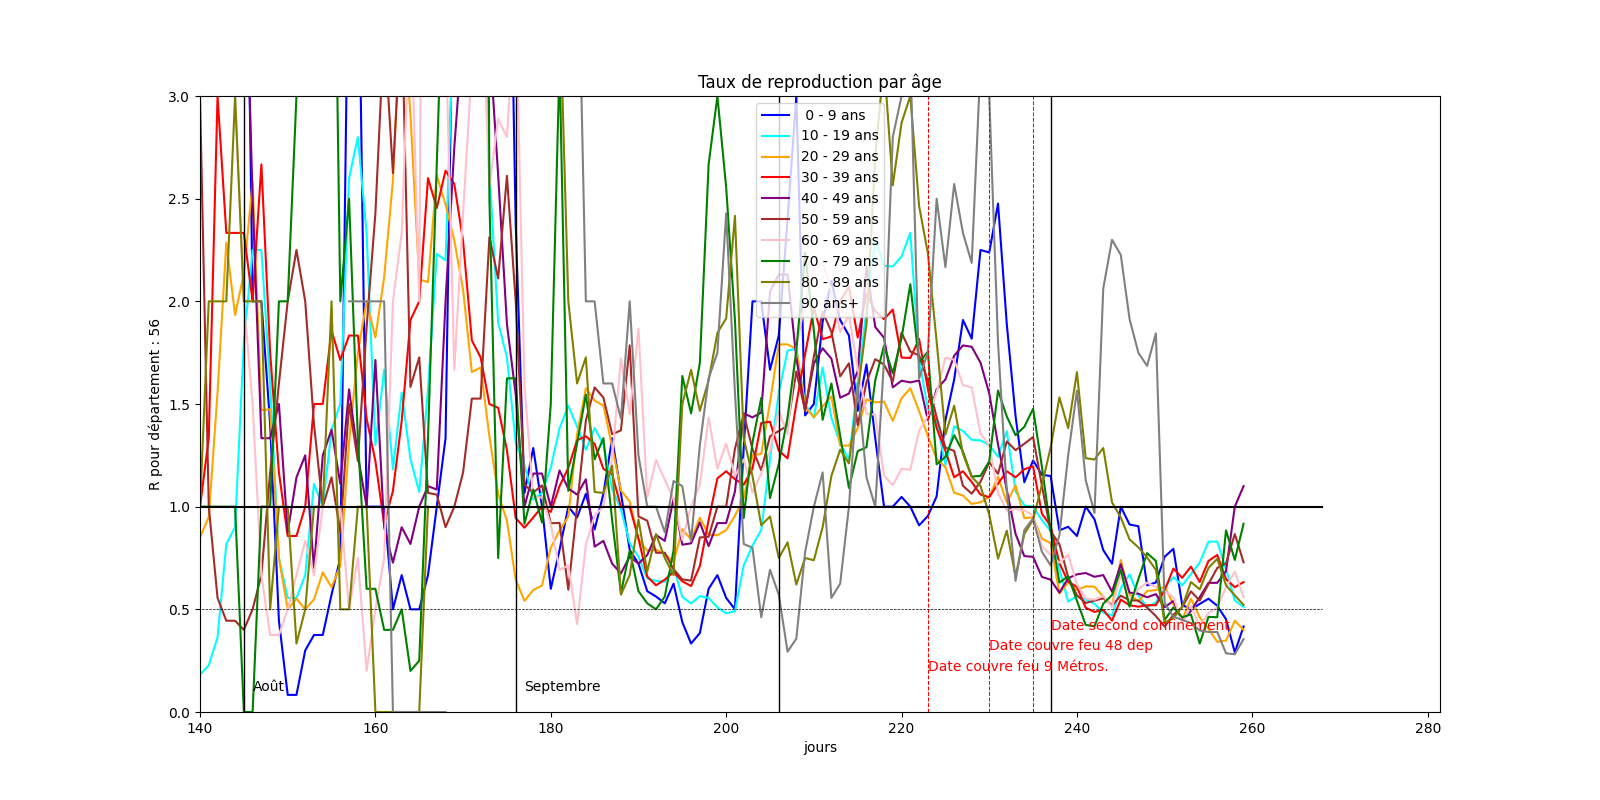 Taux de reproduction par âge
R pour département : 56
3.0
2.5
2.0
1.5
1.0
0.5
0.0
0 - 9 ans
10 - 19 ans
20 - 29 ans
30 - 39 ans
40 - 49 ans
50 - 59 ans
60 - 69 ans
70 - 79 ans
80 - 89 ans
90 ans+
Date second confinement
Date couvre feu 48 dep
Date couvre feu 9 Métros.
Août
Septembre
140
160
180
200
220
240
260
280
jours